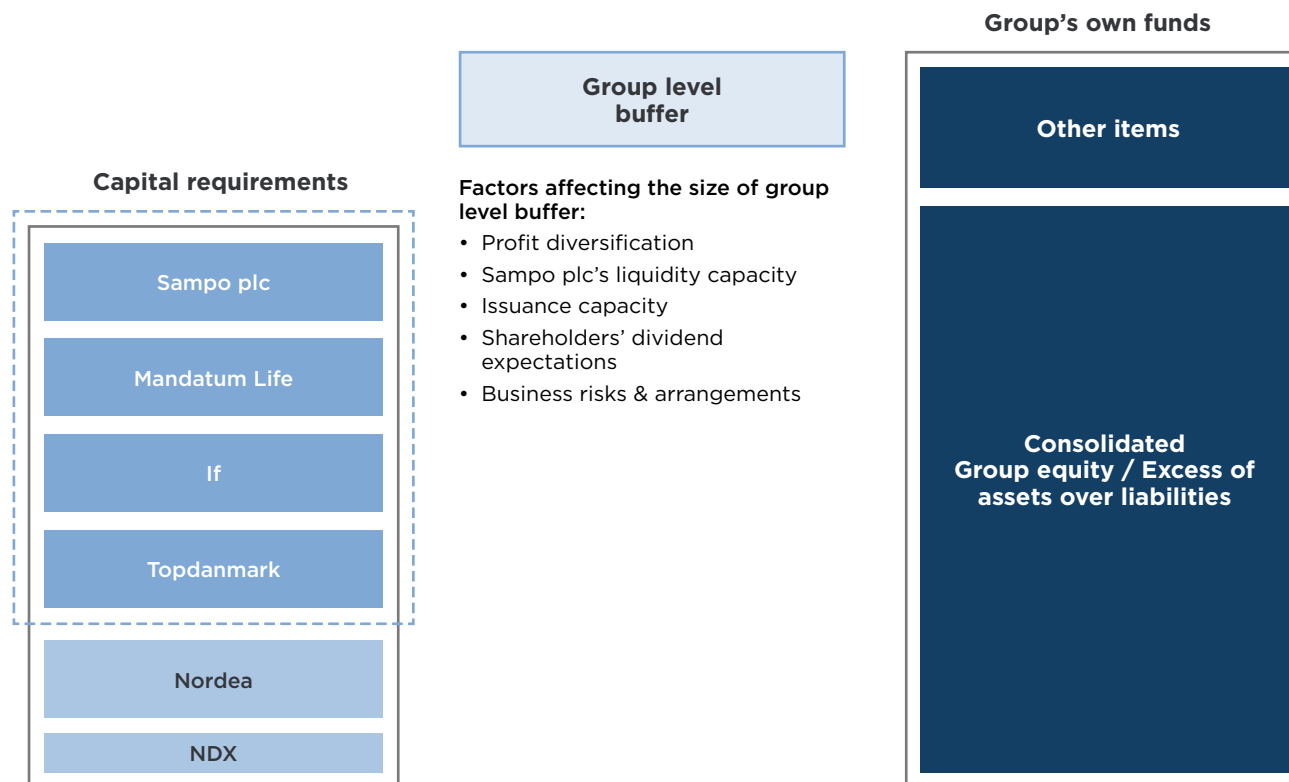 Capital requirements
Sampo plc
Mandatum Life
If
Topdanmark
Nordea
NDX
Group level
buffer
Factors affecting the size of group
level buffer:
• Profit diversification
• Sampo plc's liquidity capacity
• Issuance capacity
• Shareholders' dividend
expectations
• Business risks & arrangements
Group's own funds
Other items
Consolidated
Group equity / Excess of
assets over liabilities